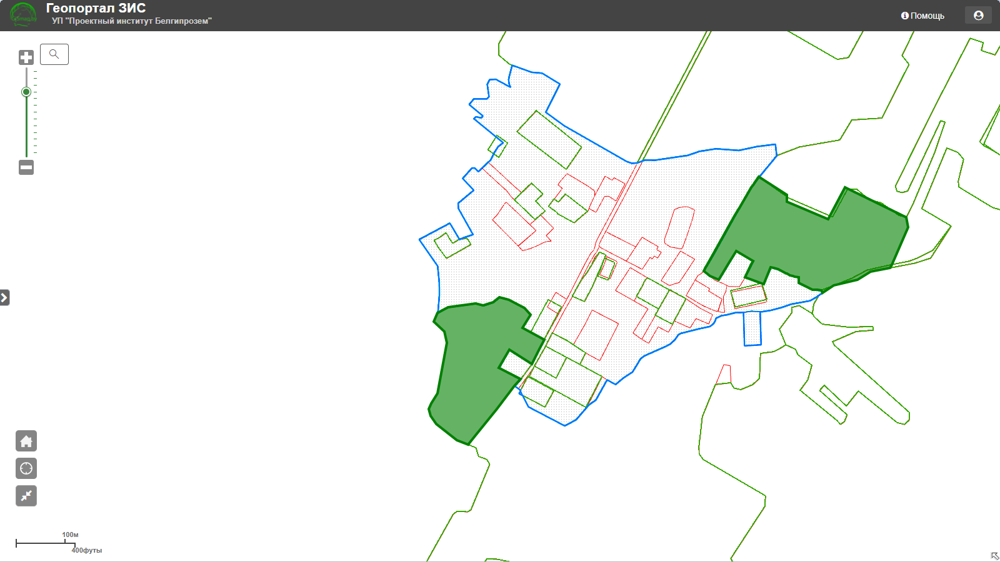 Геопортал ЗИС
УП "Проектный институт Белгипрозем"
Помощь
100м
400футы